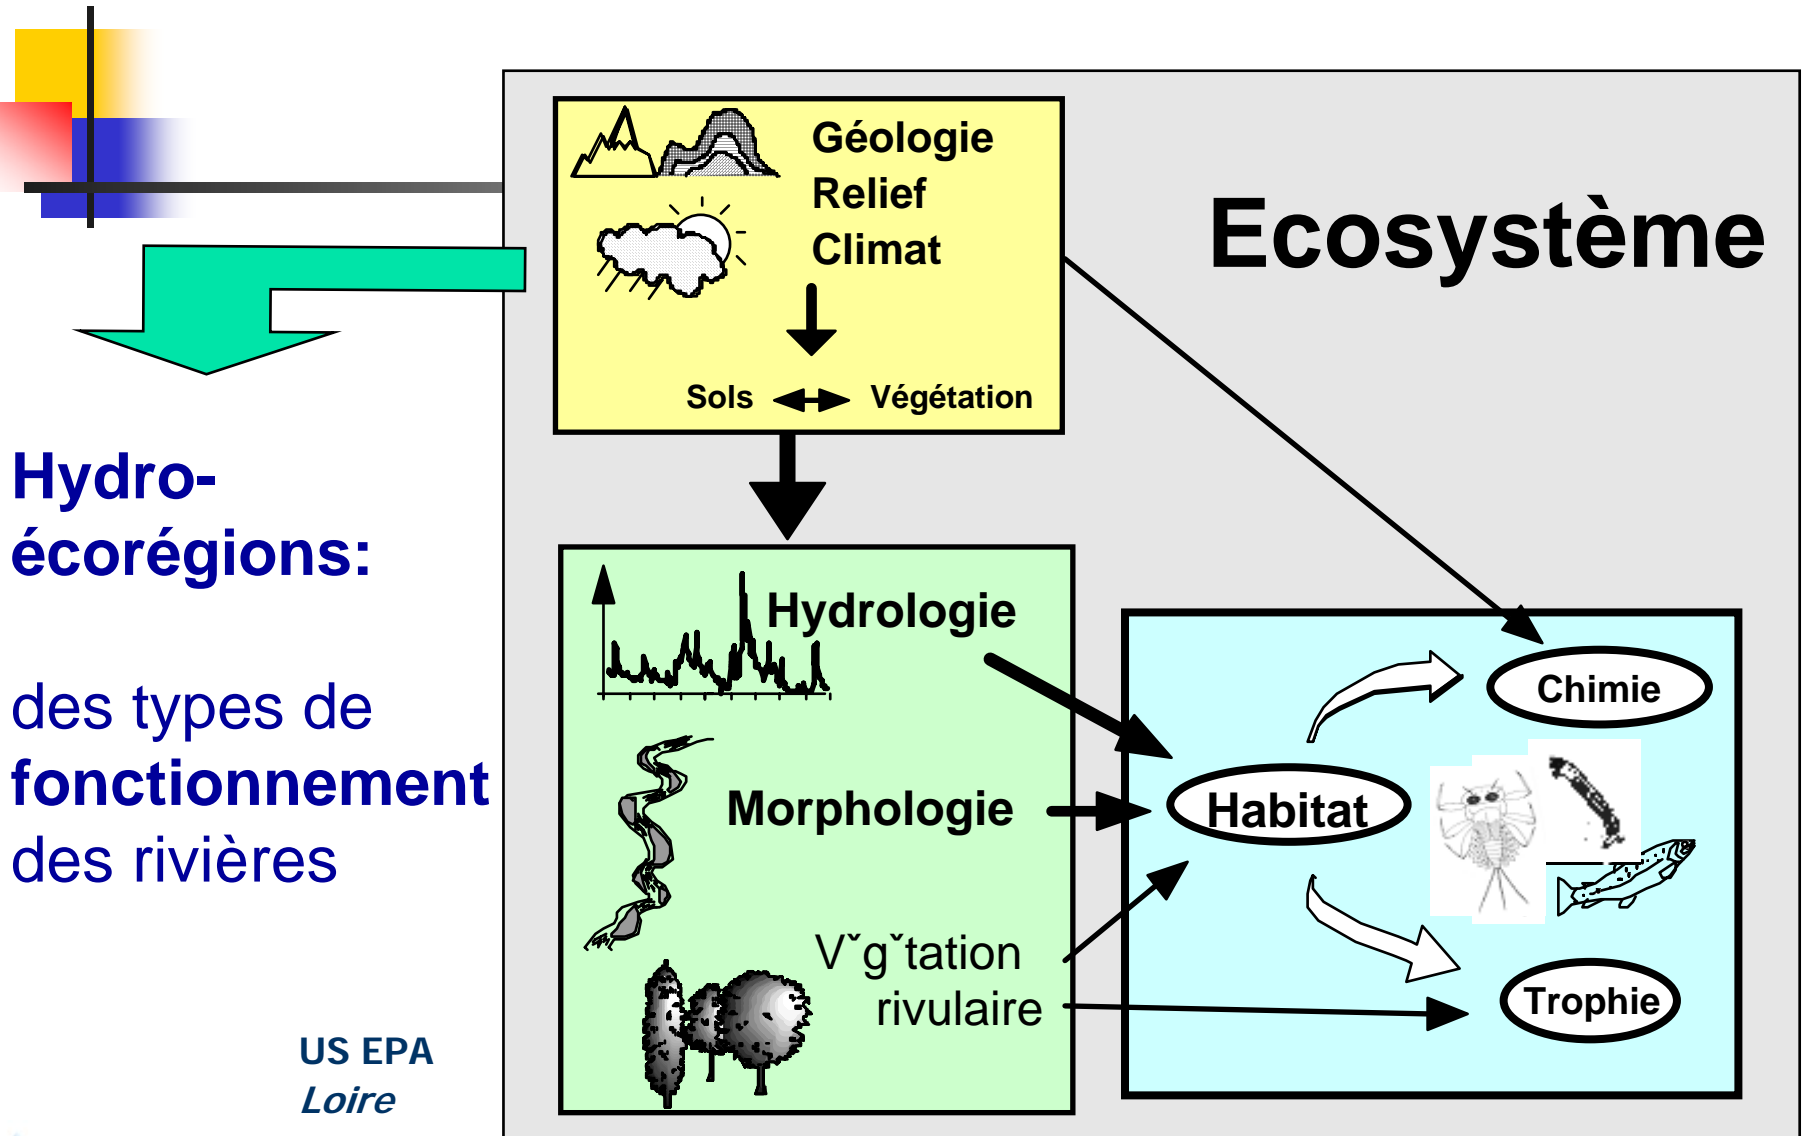 Ecosystème
Géologie
Relief
Climat
Sols
Végétation
Hydro-
écorégions:
des types de
fonctionnement
des rivières
US EPA
Loire
Hydrologie
Morphologie
Vˇgˇtation
rivulaire
Habitat
Chimie
Trophie